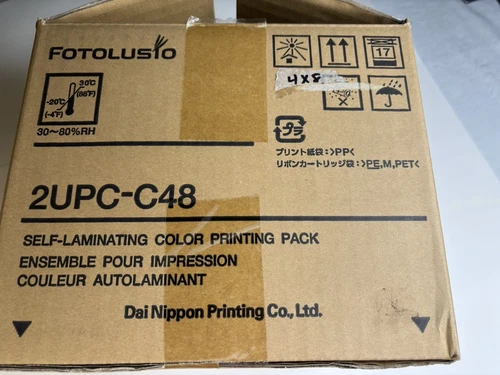 FOTOLUSIO
30℃
(86°F)
-20℃
(-4°F)
30~80%RH
17
4X8
プラ
プリント紙袋:>PP<
リボンカートリッジ袋:>PE,M,PET<
2UPC-C48
SELF-LAMINATING COLOR PRINTING PACK
ENSEMBLE POUR IMPRESSION
COULEUR AUTOLAMINANT
Dai Nippon Printing Co., Ltd.